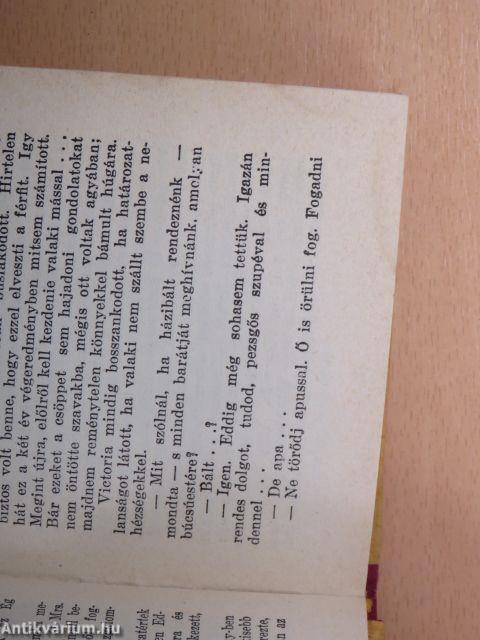 biztos volt benne, hogy ezzel elveszti a férfit. Igy
hát ez a két év végeredményben mitsem számított.
Megint újra, elölről kell kezdenie valaki mással ...
Bár ezeket a csöppet sem hajadoni gondolatokat
nem öntötte szavakba, mégis ott voltak agyában;
majdnem reménytelen könnyekkel bámult húgára.
Victoria mindig bosszankodott, ha határozat-
lanságot látott, ha valaki nem szállt szembe a ne-
hézségekkel.
— Mit szólnál, ha házibált rendeznénk —
mondta — s minden barátját meghívnánk, amolyan
búcsúestére?
— Bált ...?
— Igen. Eddig még sohasem tettük. Igazán
rendes dolgot, tudod, pezsgős szupéval és min-
dennel ...
— De apa ....
— Ne törődj apussal. Ő is örülni fog. Fogadni
Antikvárium.hu